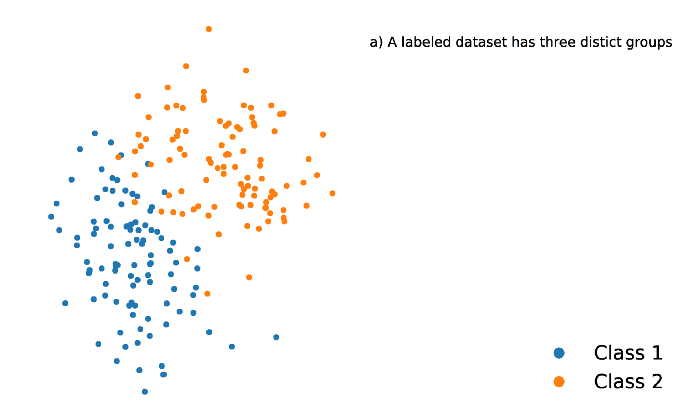 a) A labeled dataset has three distict groups
Class 1
Class 2